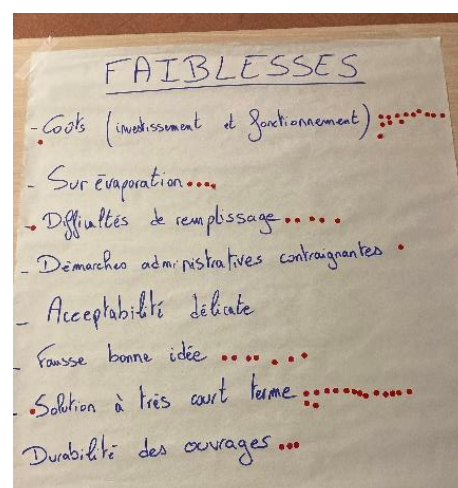 FAIBLESSES
- Coûts (investissement et fonctionnement)
- Sur évaporation
- Difficultés de remplissage
- Démarches administratives contraignantes
- Acceptabilité délicate
- Fausse bonne idée
- Solution à très court terme
Durabilité des ouvrages